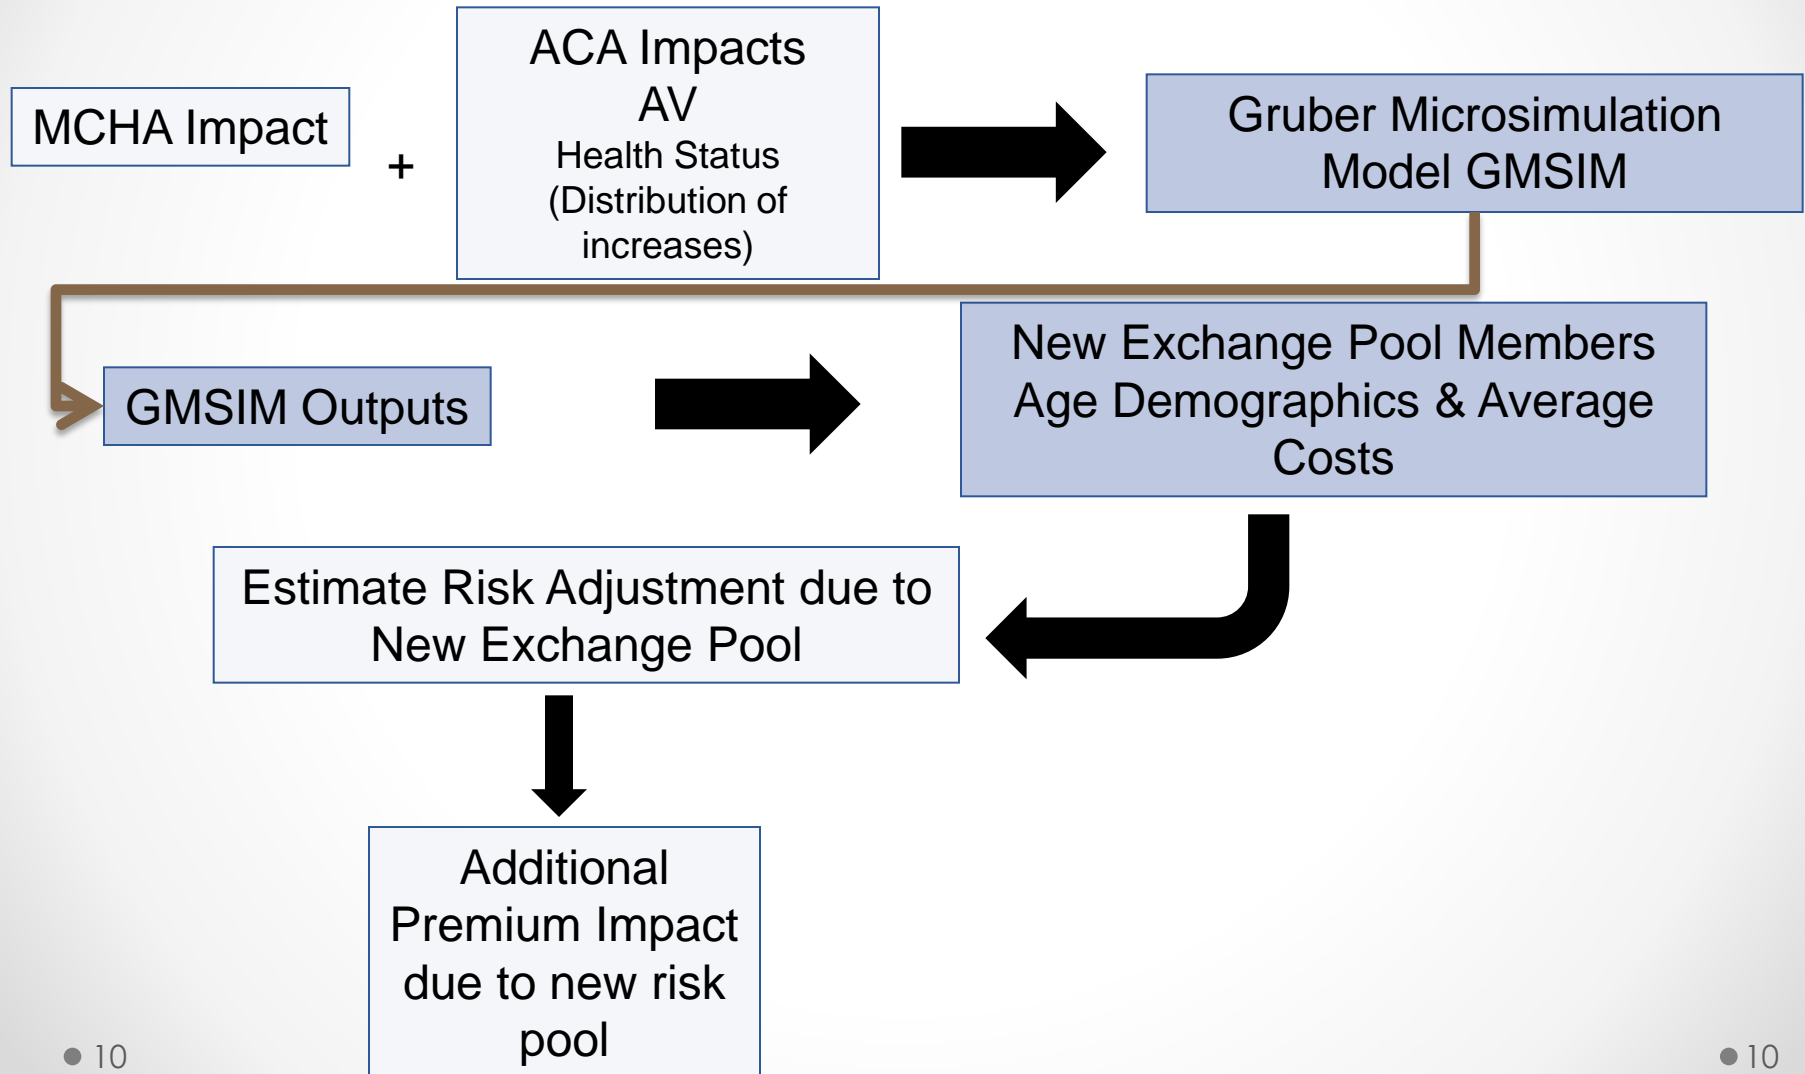 MCHA Impact
+
ACA Impacts
AV
Health Status
(Distribution of
increases)
Gruber Microsimulation
Model GMSIM
GMSIM Outputs
New Exchange Pool Members
Age Demographics & Average
Costs
Estimate Risk Adjustment due to
New Exchange Pool
Additional
Premium Impact
due to new risk
pool
10
10